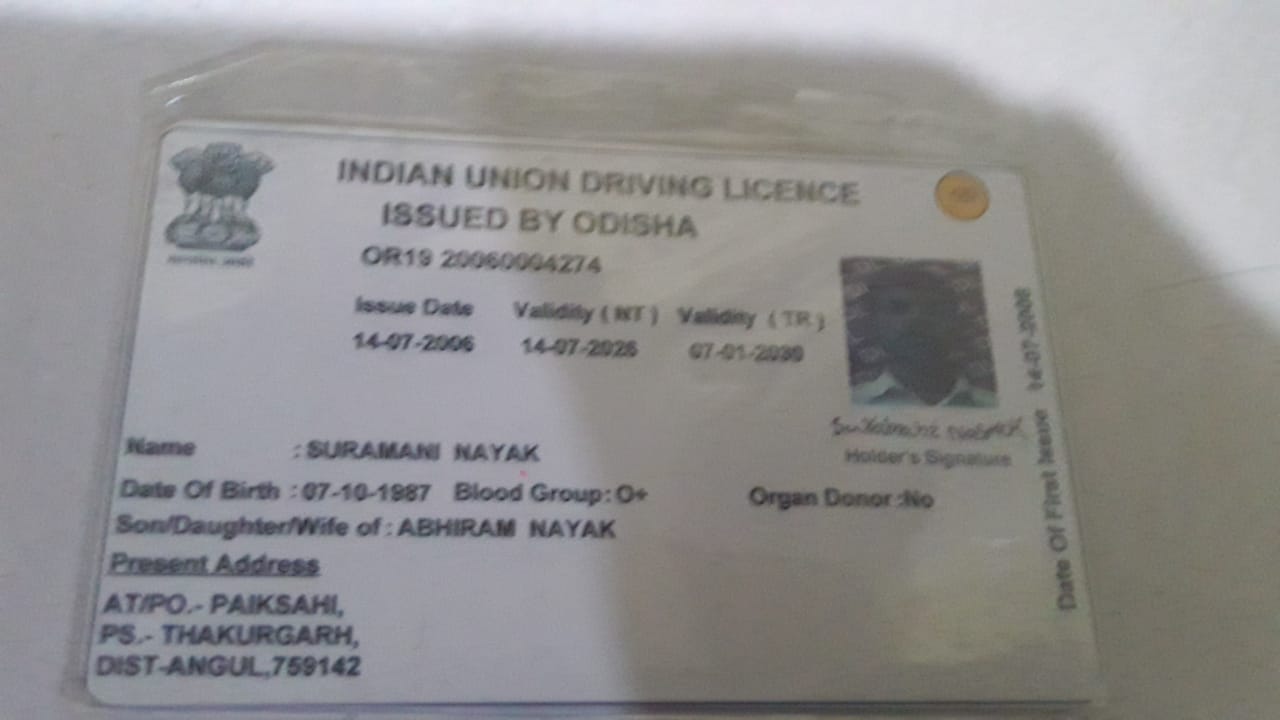 INDIAN UNION DRIVING LICENCE
ISSUED BY ODISHA
OR19 20060004274
Issue Date Validity ( NT ) Validity ( TR )
14-07-2006 14-07-2026 07-01-2030
Holder's Signature
Date Of First Issue 14-07-2006
Name : SURAMANI NAYAK
Date Of Birth : 07-10-1987 Blood Group: O+ Organ Donor :No
Son/Daughter/Wife of : ABHIRAM NAYAK
Present Address
AT/PO.- PAIKSAHI,
PS.- THAKURGARH,
DIST-ANGUL,759142